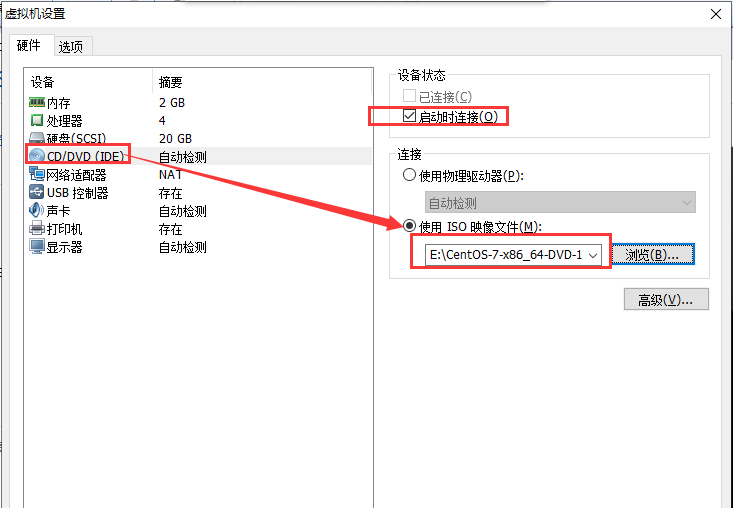 虚拟机设置
硬件 选项
设备 摘要
内存 2 GB
处理器 4
硬盘(SCSI) 20 GB
CD/DVD (IDE) 自动检测
网络适配器 NAT
USB 控制器 存在
声卡 自动检测
打印机 存在
显示器 自动检测
设备状态
已连接(C)
启动时连接(O)
连接
使用物理驱动器(P):
自动检测
使用 ISO 映像文件(M):
E:\CentOS-7-x86_64-DVD-1 浏览(B)...
高级(V)...